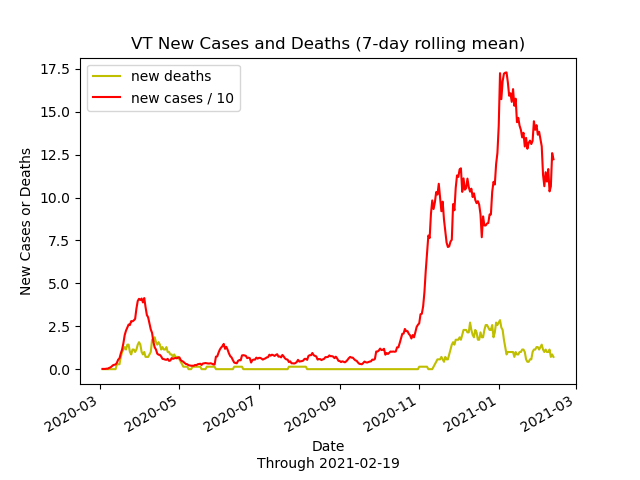 VT New Cases and Deaths (7-day rolling mean)
new deaths
new cases / 10
New Cases or Deaths
17.5
15.0
12.5
10.0
7.5
5.0
2.5
0.0
2020-03
2020-05
2020-07
2020-09
2020-11
2021-01
2021-03
Date
Through 2021-02-19